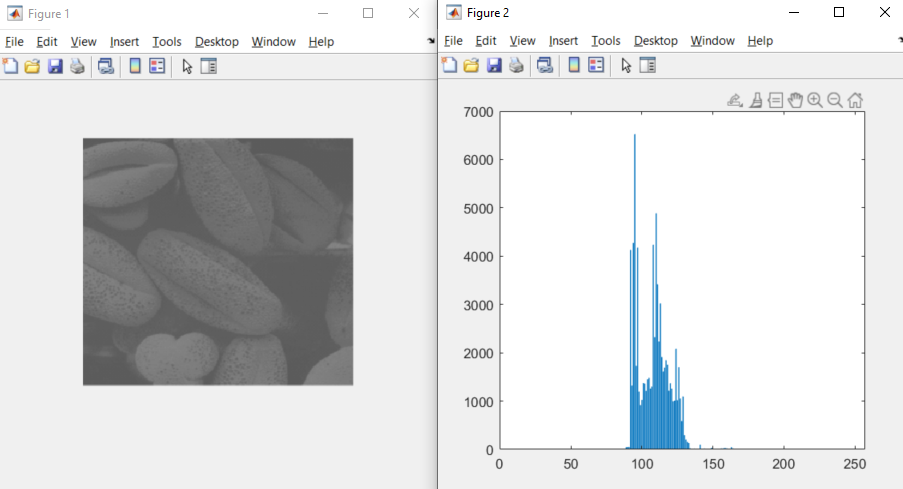 Figure 1
File Edit View Insert Tools Desktop Window Help
Figure 2
File Edit View Insert Tools Desktop Window Help
7000
6000
5000
4000
3000
2000
1000
0
0 50 100 150 200 250